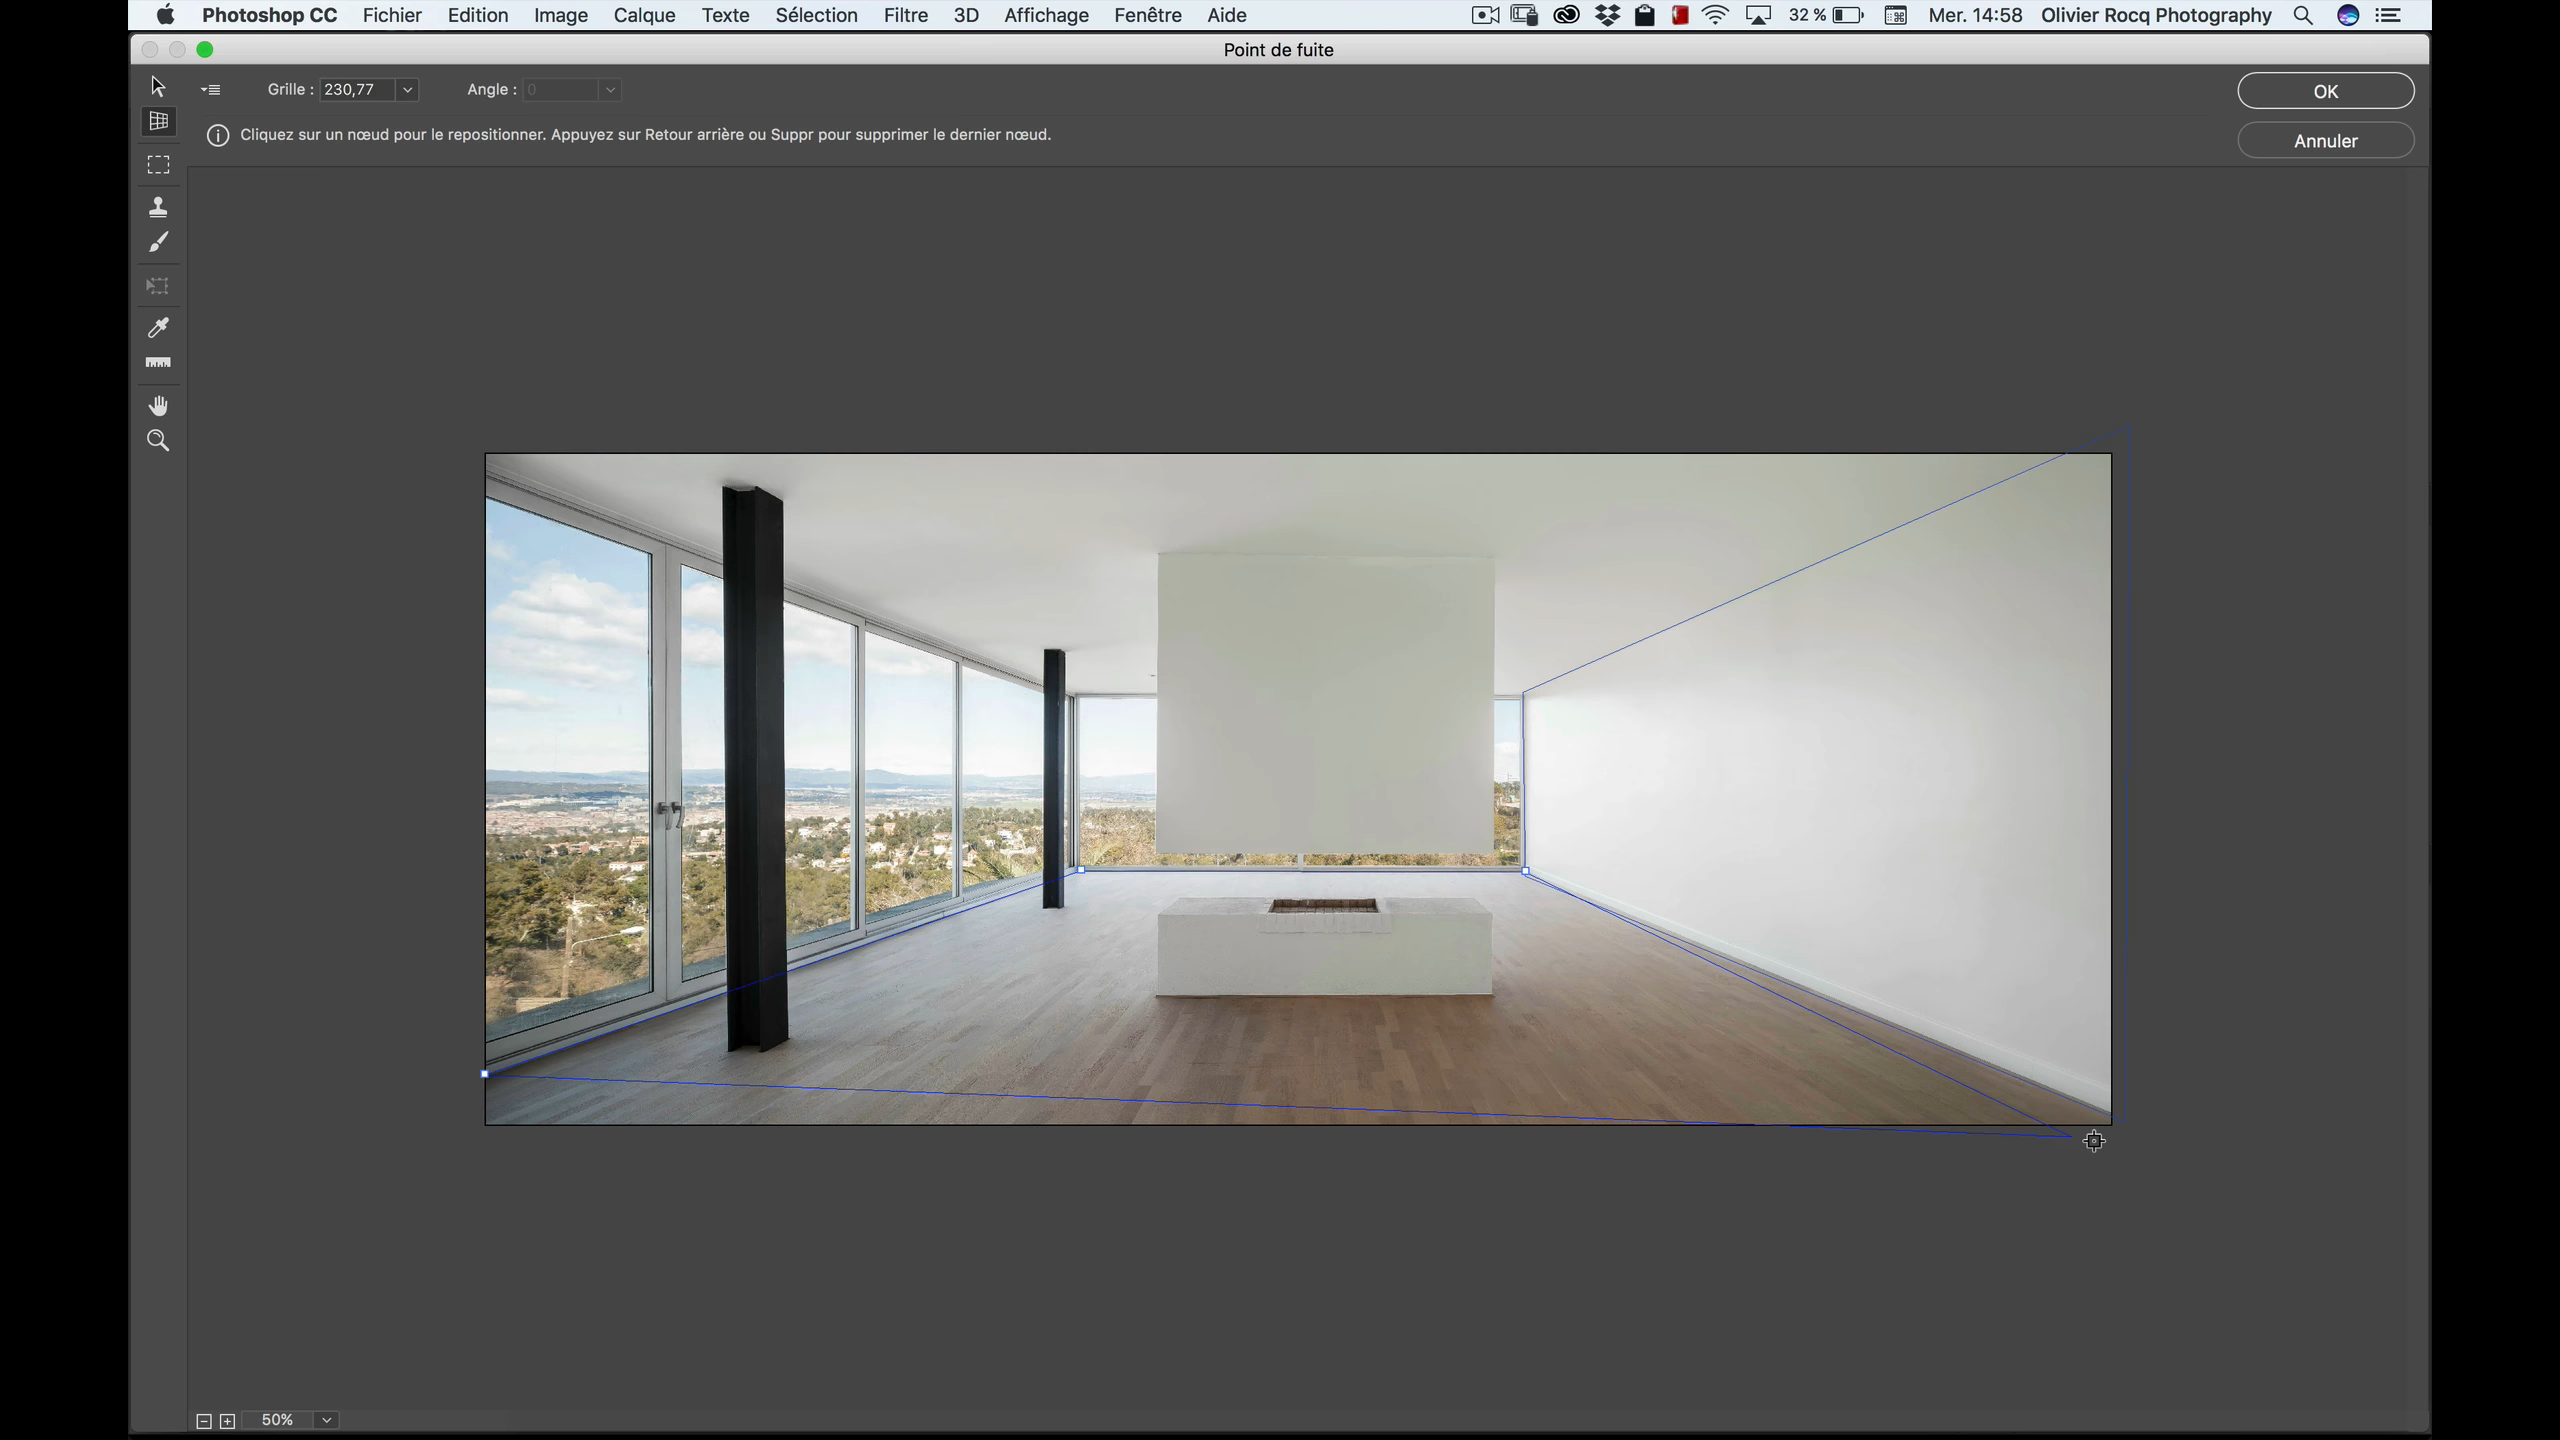 Photoshop CC Fichier Edition Image Calque Texte Sélection Filtre 3D Affichage Fenêtre Aide 32 % Mer. 14:58 Olivier Rocq Photography
Point de fuite
Grille : 230,77 Angle : 0 OK
Cliquez sur un nœud pour le repositionner. Appuyez sur Retour arrière ou Suppr pour supprimer le dernier nœud. Annuler
50%